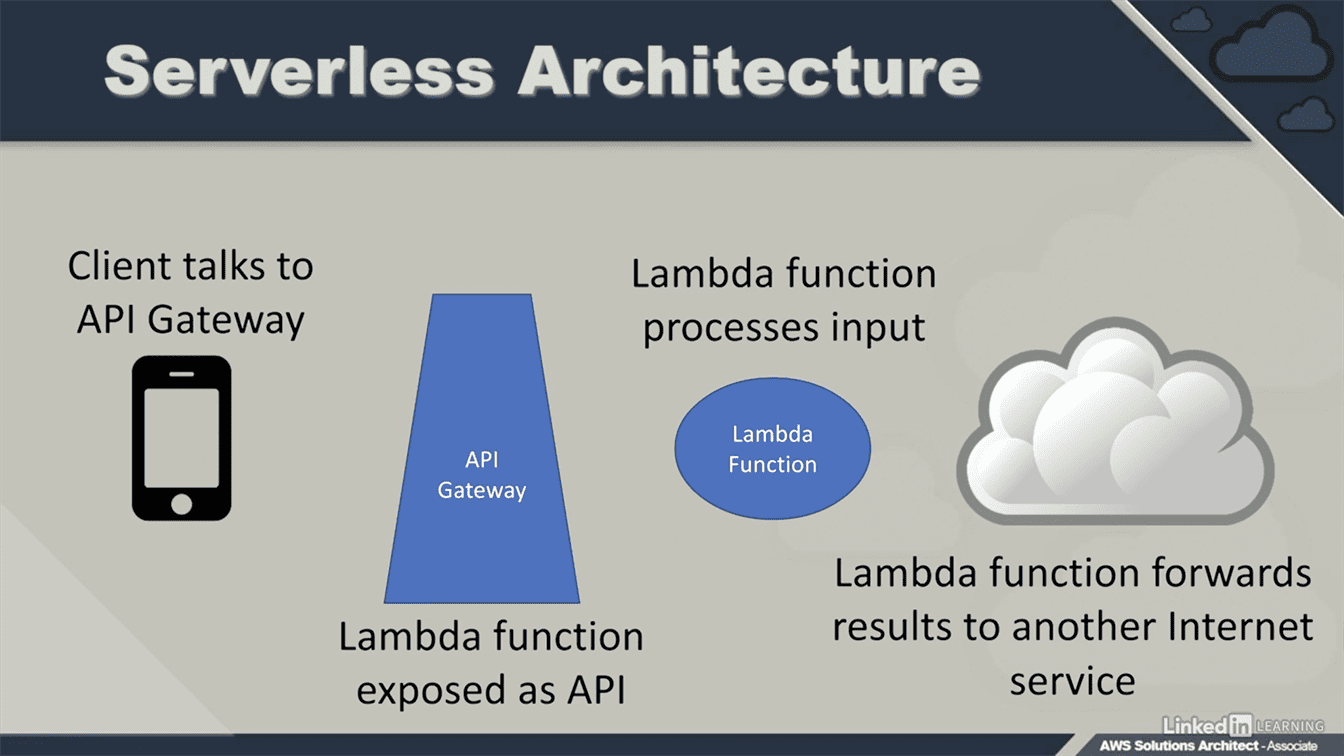 Serverless Architecture
Client talks to
API Gateway
API
Gateway
Lambda function
exposed as API
Lambda function
processes input
Lambda
Function
Lambda function forwards
results to another Internet
service
Linked in LEARNING
AWS Solutions Architect - Associate